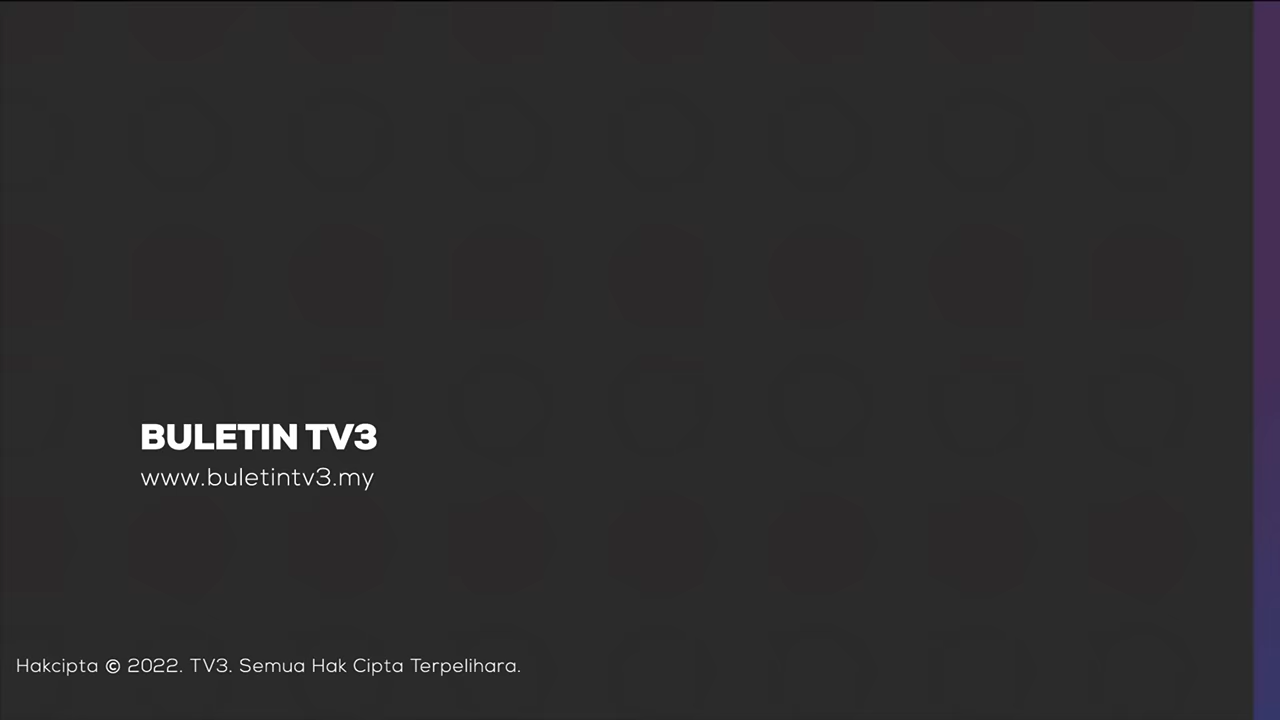 BULETIN TV3
www.buletintv3.my
Hakcipta © 2022. TV3. Semua Hak Cipta Terpelihara.